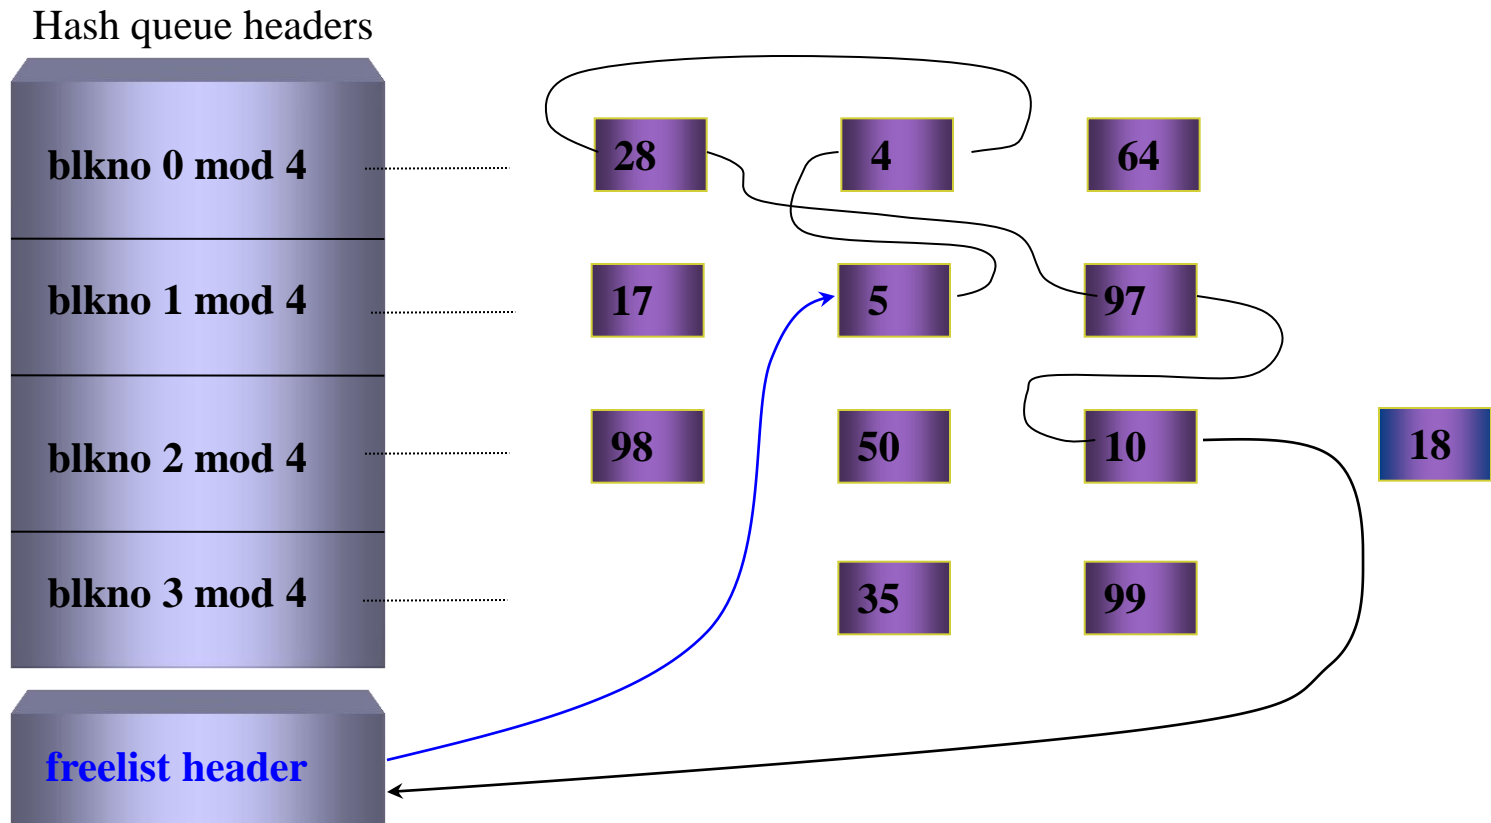 Hash queue headers
blkno 0 mod 4
28 4 64
blkno 1 mod 4
17 5 97
blkno 2 mod 4
98 50 10 18
blkno 3 mod 4
35 99
freelist header